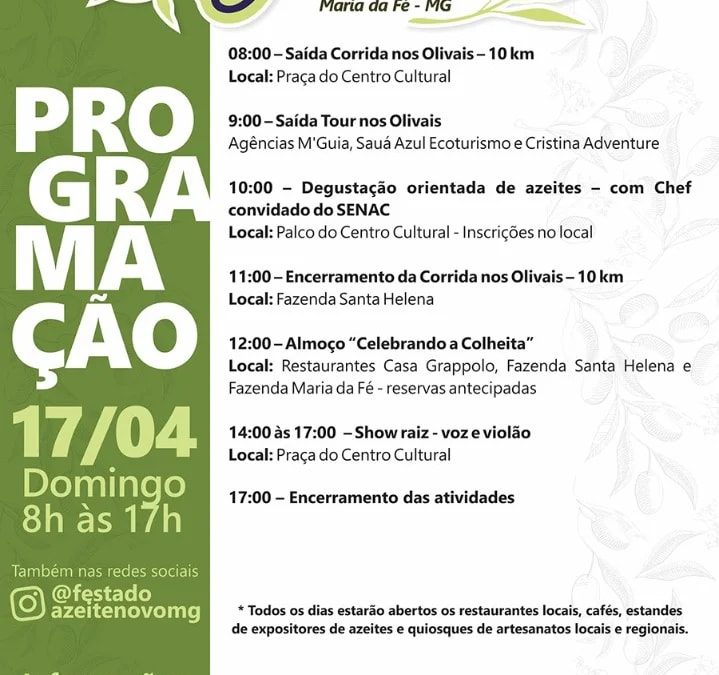 Maria da Fé - MG
PRO
GRA
MA
ÇÃO
17/04
Domingo
8h às 17h
Também nas redes sociais
@festado
azeitenovomg
08:00 – Saída Corrida nos Olivais – 10 km
Local: Praça do Centro Cultural
9:00 – Saída Tour nos Olivais
Agências M'Guia, Sauá Azul Ecoturismo e Cristina Adventure
10:00 – Degustação orientada de azeites – com Chef
convidado do SENAC
Local: Palco do Centro Cultural - Inscrições no local
11:00 – Encerramento da Corrida nos Olivais – 10 km
Local: Fazenda Santa Helena
12:00 – Almoço “Celebrando a Colheita”
Local: Restaurantes Casa Grappolo, Fazenda Santa Helena e
Fazenda Maria da Fé - reservas antecipadas
14:00 às 17:00 – Show raiz - voz e violão
Local: Praça do Centro Cultural
17:00 – Encerramento das atividades
* Todos os dias estarão abertos os restaurantes locais, cafés, estandes
de expositores de azeites e quiosques de artesanatos locais e regionais.